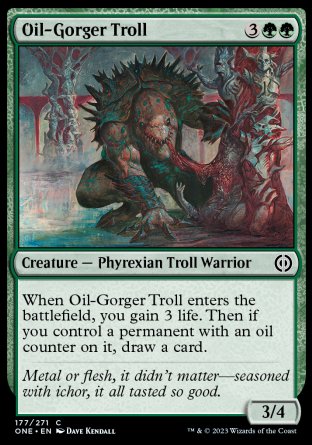 Oil-Gorger Troll 3
Creature — Phyrexian Troll Warrior
When Oil-Gorger Troll enters the
battlefield, you gain 3 life. Then if
you control a permanent with an oil
counter on it, draw a card.
Metal or flesh, it didn't matter—seasoned
with ichor, it all tasted so good.
3/4
177/271 C
ONE • EN Dave Kendall
™ & © 2023 Wizards of the Coast